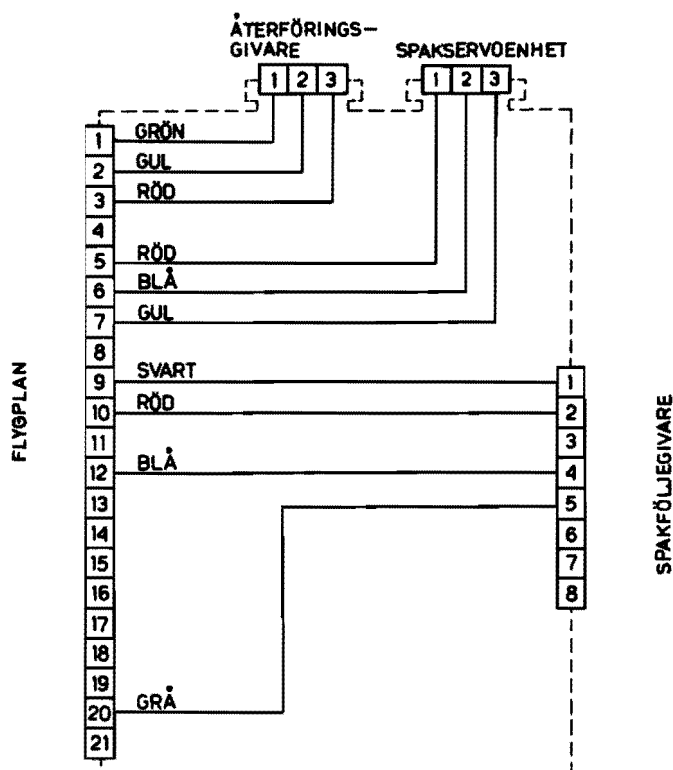 ÅTERFÖRINGS-
GIVARE
SPAKSERVOENHET
1 2 3
1 2 3
1 GRÖN
2 GUL
3 RÖD
4
5 RÖD
6 BLÅ
7 GUL
8
9 SVART
10 RÖD
11
12 BLÅ
13
14
15
16
17
18
19
20 GRÅ
21
FLYGPLAN
1
2
3
4
5
6
7
8
SPAKFÖLJEGIVARE